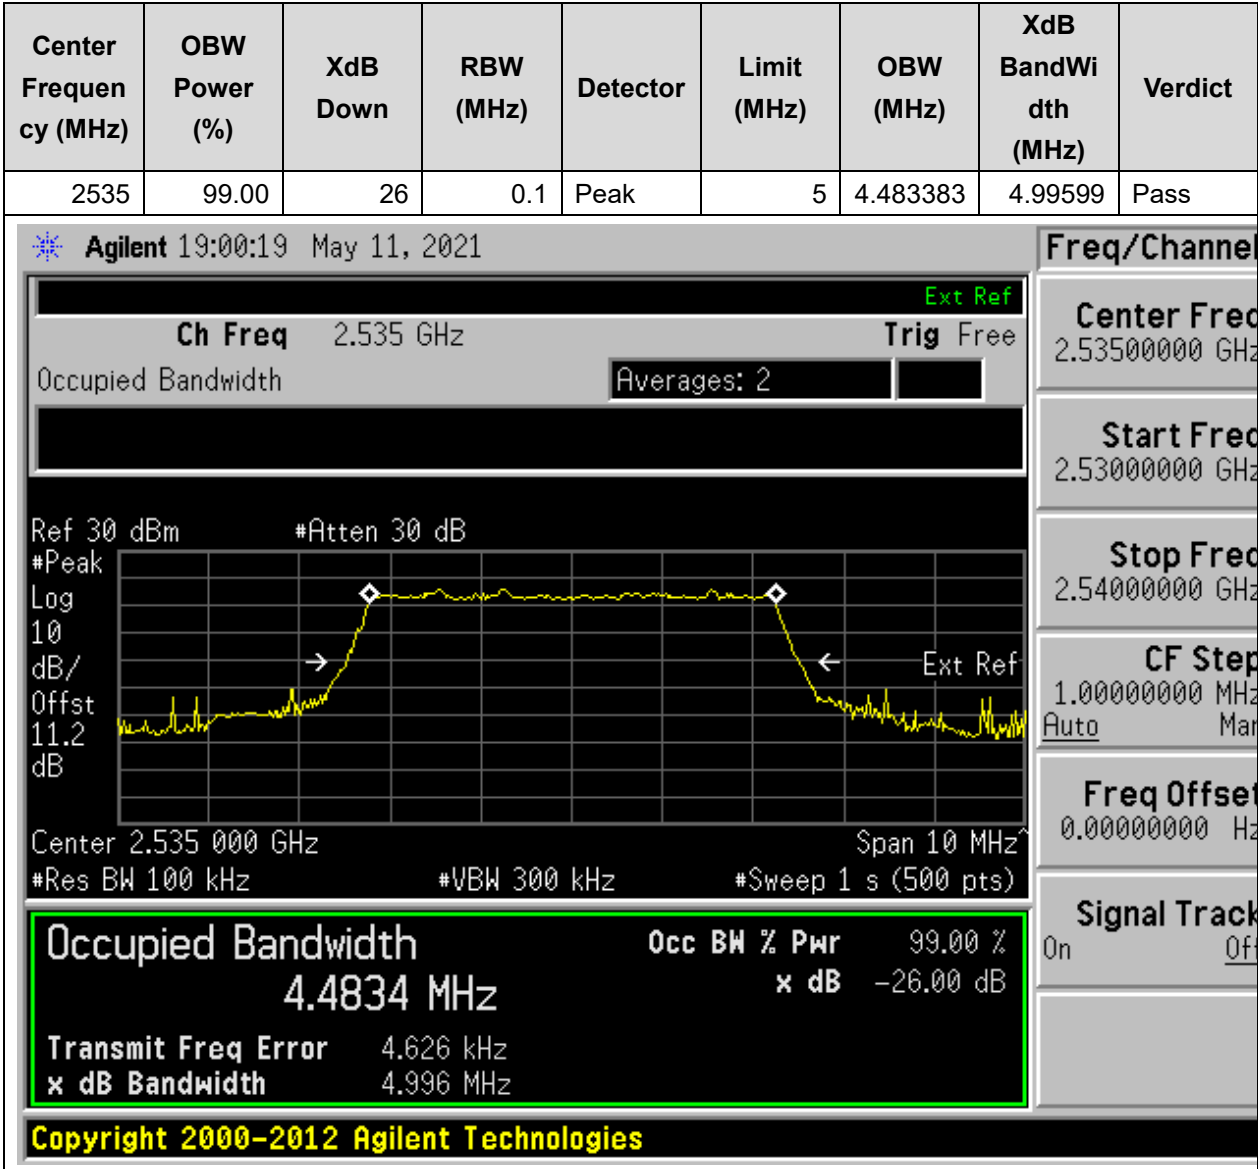 Center Frequen cy (MHz) OBW Power (%) XdB Down RBW (MHz) Detector Limit (MHz) OBW (MHz) XdB BandWi dth (MHz) Verdict
2535 99.00 26 0.1 Peak 5 4.483383 4.99599 Pass
Agilent 19:00:19 May 11, 2021
Freq/Channel
Ext Ref
Ch Freq 2.535 GHz Trig Free
Occupied Bandwidth Averages: 2
Center Freq
2.53500000 GHz
Start Freq
2.53000000 GHz
Stop Freq
2.54000000 GHz
CF Step
1.00000000 MHz
Auto Man
Freq Offset
0.00000000 Hz
Signal Track
On Off
Ref 30 dBm #Atten 30 dB
#Peak
Log
10
dB/
Offst
11.2
dB
Ext Ref
Center 2.535 000 GHz Span 10 MHz^
#Res BW 100 kHz #VBW 300 kHz #Sweep 1 s (500 pts)
Occupied Bandwidth Occ BW % Pwr 99.00 %
4.4834 MHz x dB -26.00 dB
Transmit Freq Error 4.626 kHz
x dB Bandwidth 4.996 MHz
Copyright 2000-2012 Agilent Technologies